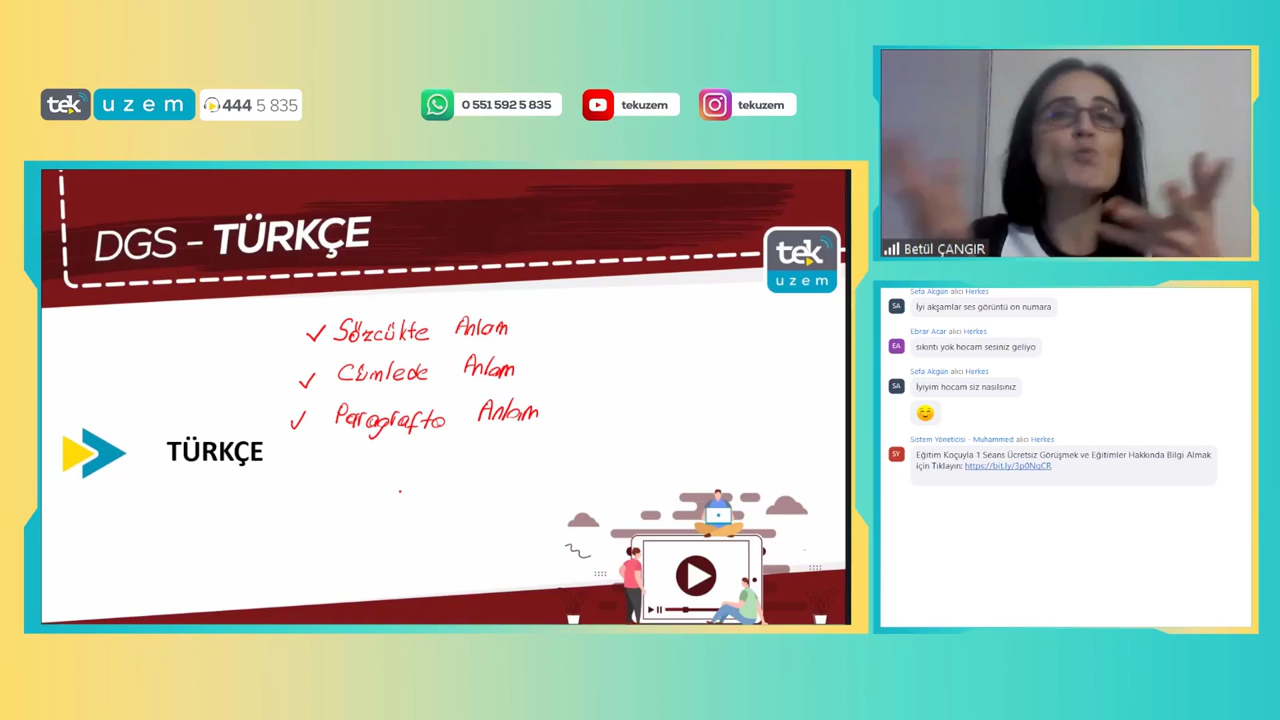 tek uzem 444 5 835
0 551 592 5 835
tekuzem
tekuzem
DGS - TÜRKÇE
tek
uzem
✓ Sözcükte Anlam
✓ Cümlede Anlam
✓ Paragrafta Anlam
TÜRKÇE
Betül ÇANGIR
Sefa Akgün alıcı Herkes
SA
İyi akşamlar ses görüntü on numara
Ebrar Acar alıcı Herkes
EA
sıkıntı yok hocam sesiniz geliyo
Sefa Akgün alıcı Herkes
SA
İyiyim hocam siz nasılsınız
Sistem Yöneticisi - Muhammed alıcı Herkes
SY
Eğitim Koçuyla 1 Seans Ücretsiz Görüşmek ve Eğitimler Hakkında Bilgi Almak
için Tıklayın: https://bit.ly/3p0NqCR